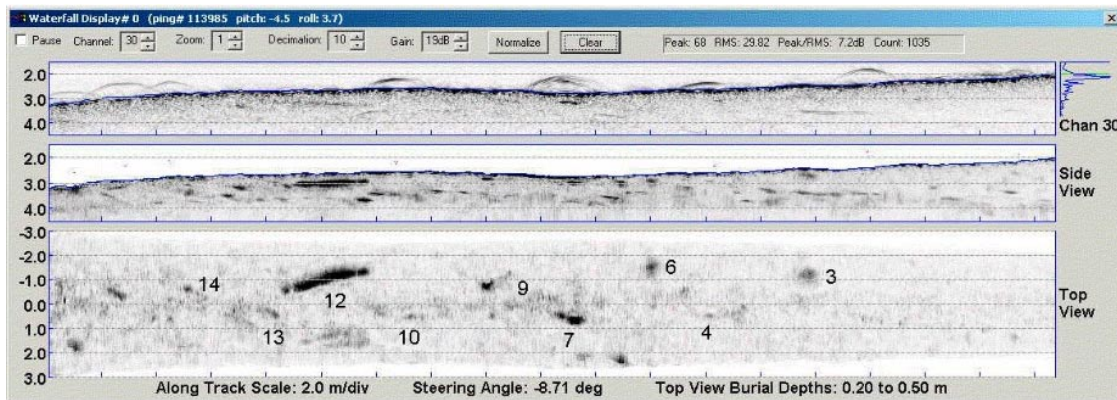 Waterfall Display# 0 (ping# 113985 pitch: -4.5 roll: 3.7)
Pause Channel: 30 Zoom: 1 Decimation: 10 Gain: 19dB Normalize Clear Peak: 68 RMS: 29.82 Peak/RMS: 7.2dB Count: 1035
2.0
3.0
4.0
Chan 30
2.0
3.0
4.0
Side
View
-3.0
-2.0
-1.0
0.0
1.0
2.0
3.0
14
12
13
10
9
7
6
4
3
Top
View
Along Track Scale: 2.0 m/div Steering Angle: -8.71 deg Top View Burial Depths: 0.20 to 0.50 m